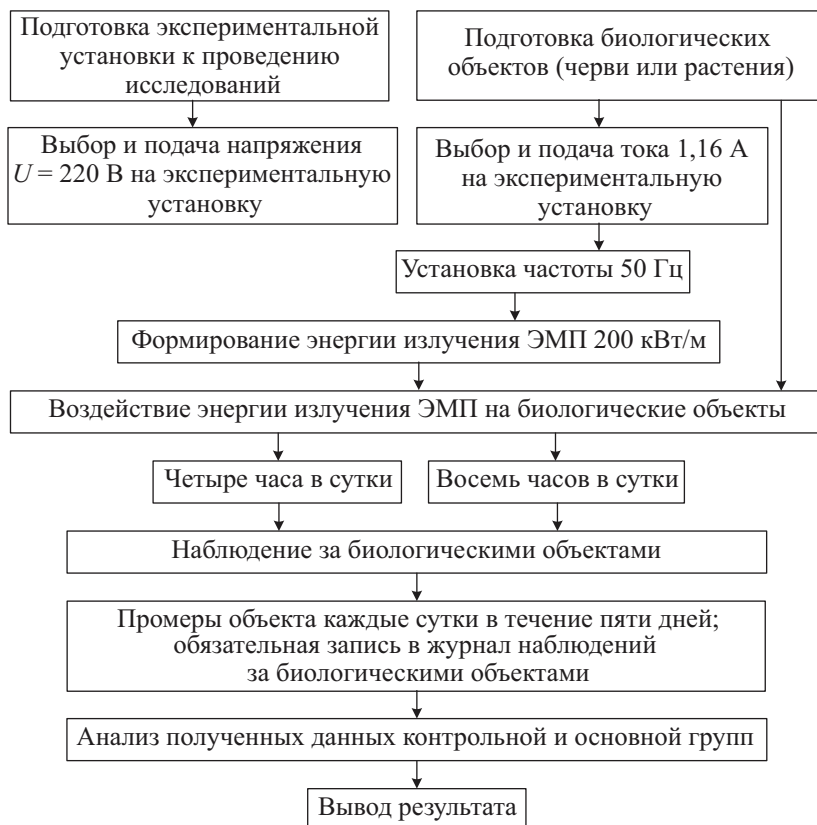 Подготовка экспериментальной
установки к проведению
исследований
Подготовка биологических
объектов (черви или растения)
Выбор и подача напряжения
U = 220 В на экспериментальную
установку
Выбор и подача тока 1,16 А
на экспериментальную
установку
Установка частоты 50 Гц
Формирование энергии излучения ЭМП 200 кВт/м
Воздействие энергии излучения ЭМП на биологические объекты
Четыре часа в сутки
Восемь часов в сутки
Наблюдение за биологическими объектами
Промеры объекта каждые сутки в течение пяти дней;
обязательная запись в журнал наблюдений
за биологическими объектами
Анализ полученных данных контрольной и основной групп
Вывод результата